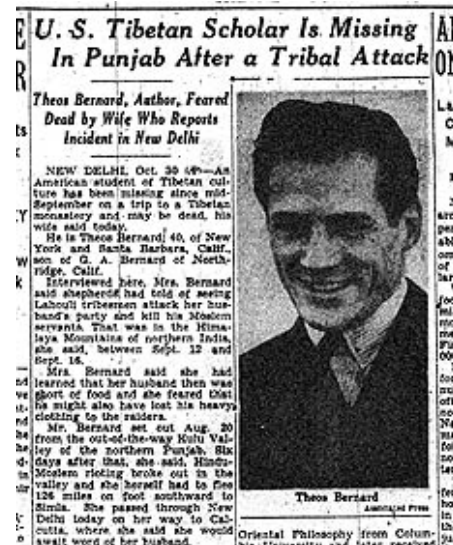 U. S. Tibetan Scholar Is Missing
In Punjab After a Tribal Attack
Theos Bernard, Author, Feared
Dead by Wife Who Reports
Incident in New Delhi
NEW DELHI, Oct. 30 (AP)—An
American student of Tibetan cul-
ture has been missing since mid-
September on a trip to a Tibetan
monastery and may be dead, his
wife said today.
He is Theos Bernard, 40, of New
York and Santa Barbara, Calif.,
son of G. A. Bernard of North-
ridge, Calif.
Interviewed here, Mrs. Bernard
said shepherds had told of seeing
Lahouli tribesmen attack her hus-
band's party and kill his Moslem
servants. That was in the Hima-
laya Mountains of northern India,
she said, between Sept. 12 and
Sept. 16.
Mrs. Bernard said she had
learned that her husband then was
short of food and she feared that
he might also have lost his heavy
clothing to the raiders.
Mr. Bernard set out Aug. 20
from the out-of-the-way Kulu Val-
ley of the northern Punjab. Six
days after that, she said, Hindu-
Moslem rioting broke out in the
valley and she herself had to flee
126 miles on foot southward to
Simla. She passed through New
Delhi today on her way to Cal-
cutta, where she said she would
await word of her husband.
Theos Bernard
Associated Press
Oriental Philosophy from Colum-